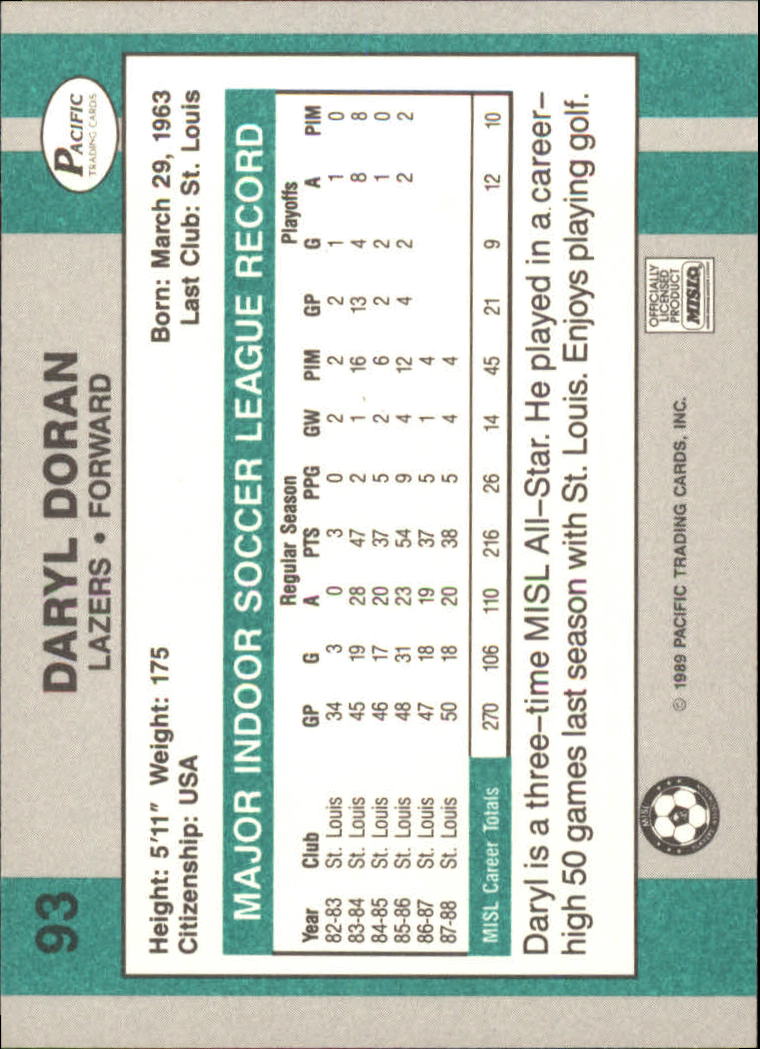 93
DARYL DORAN
LAZERS • FORWARD
PACIFIC
TRADING CARDS
Height: 5'11" Weight: 175
Born: March 29, 1963
Citizenship: USA
Last Club: St. Louis
MAJOR INDOOR SOCCER LEAGUE RECORD
Regular Season Playoffs
Year Club GP G A PTS PPG GW PIM GP G A PIM
82-83 St. Louis 34 3 0 3 0 2 2 2 1 1 0
83-84 St. Louis 45 19 28 47 2 1 16 13 4 8 8
84-85 St. Louis 46 17 20 37 5 2 6 2 2 1 0
85-86 St. Louis 48 31 23 54 9 4 12 4 2 2 2
86-87 St. Louis 47 18 19 37 5 1 4
87-88 St. Louis 50 18 20 38 5 4 4
MISL Career Totals 270 106 110 216 26 14 45 21 9 12 10
Daryl is a three-time MISL All-Star. He played in a career-
high 50 games last season with St. Louis. Enjoys playing golf.
MISL
© 1989 PACIFIC TRADING CARDS, INC.
OFFICIALLY
LICENSED
PRODUCT
MISL